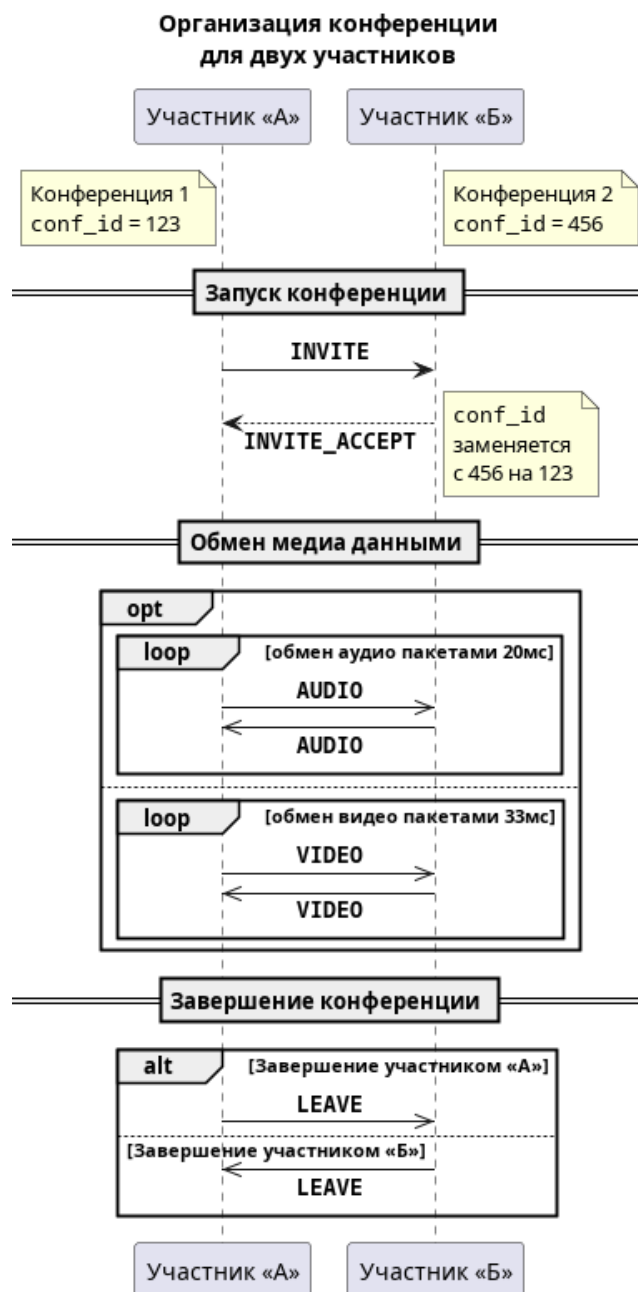 Организация конференции
для двух участников
Участник «А»
Участник «Б»
Конференция 1
conf_id = 123
Конференция 2
conf_id = 456
Запуск конференции
INVITE
INVITE_ACCEPT
conf_id
заменяется
с 456 на 123
Обмен медиа данными
opt
loop
[обмен аудио пакетами 20мс]
AUDIO
AUDIO
loop
[обмен видео пакетами 33мс]
VIDEO
VIDEO
Завершение конференции
alt
[Завершение участником «А»]
LEAVE
[Завершение участником «Б»]
LEAVE
Участник «А»
Участник «Б»